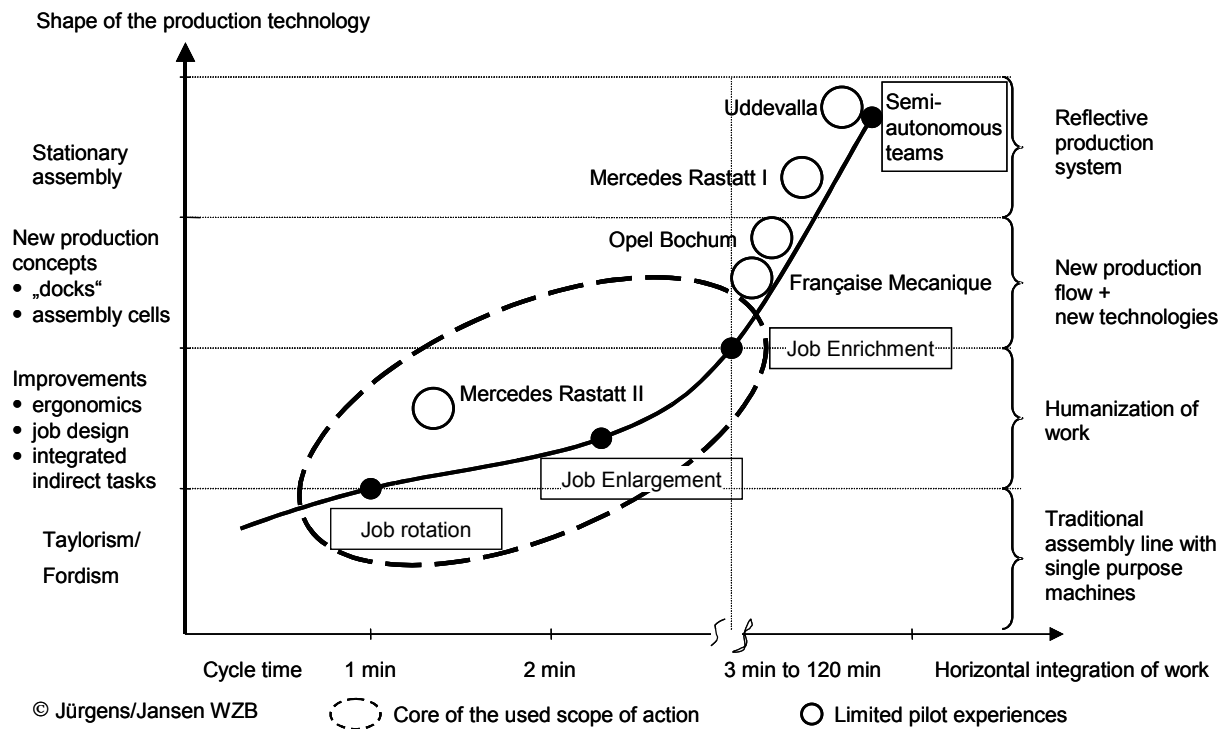 Shape of the production technology
Uddevalla
Semi-
autonomous
teams
Reflective
production
system
Stationary
assembly
Mercedes Rastatt I
New production
concepts
• „docks“
• assembly cells
Opel Bochum
Française Mecanique
New production
flow +
new technologies
Job Enrichment
Improvements
• ergonomics
• job design
• integrated
indirect tasks
Mercedes Rastatt II
Humanization of
work
Job Enlargement
Job rotation
Taylorism/
Fordism
Traditional
assembly line with
single purpose
machines
Cycle time
1 min
2 min
3 min to 120 min
Horizontal integration of work
© Jürgens/Jansen WZB
Core of the used scope of action
Limited pilot experiences